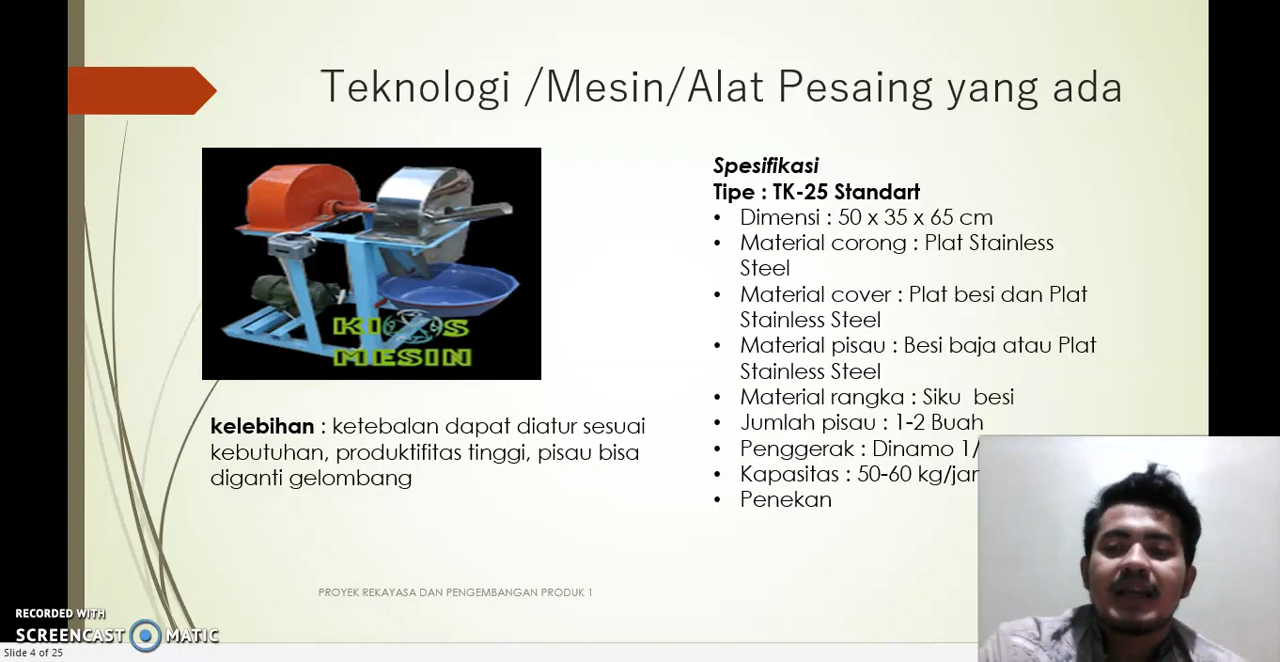 Teknologi /Mesin/Alat Pesaing yang ada
KIOS
MESIN
kelebihan : ketebalan dapat diatur sesuai
kebutuhan, produktifitas tinggi, pisau bisa
diganti gelombang
Spesifikasi
Tipe : TK-25 Standart
• Dimensi : 50 x 35 x 65 cm
• Material corong : Plat Stainless
Steel
• Material cover : Plat besi dan Plat
Stainless Steel
• Material pisau : Besi baja atau Plat
Stainless Steel
• Material rangka : Siku besi
• Jumlah pisau : 1-2 Buah
• Penggerak : Dinamo 1/
• Kapasitas : 50-60 kg/jam
• Penekan
PROYEK REKAYASA DAN PENGEMBANGAN PRODUK 1
RECORDED WITH
SCREENCAST MATIC
Slide 4 of 25